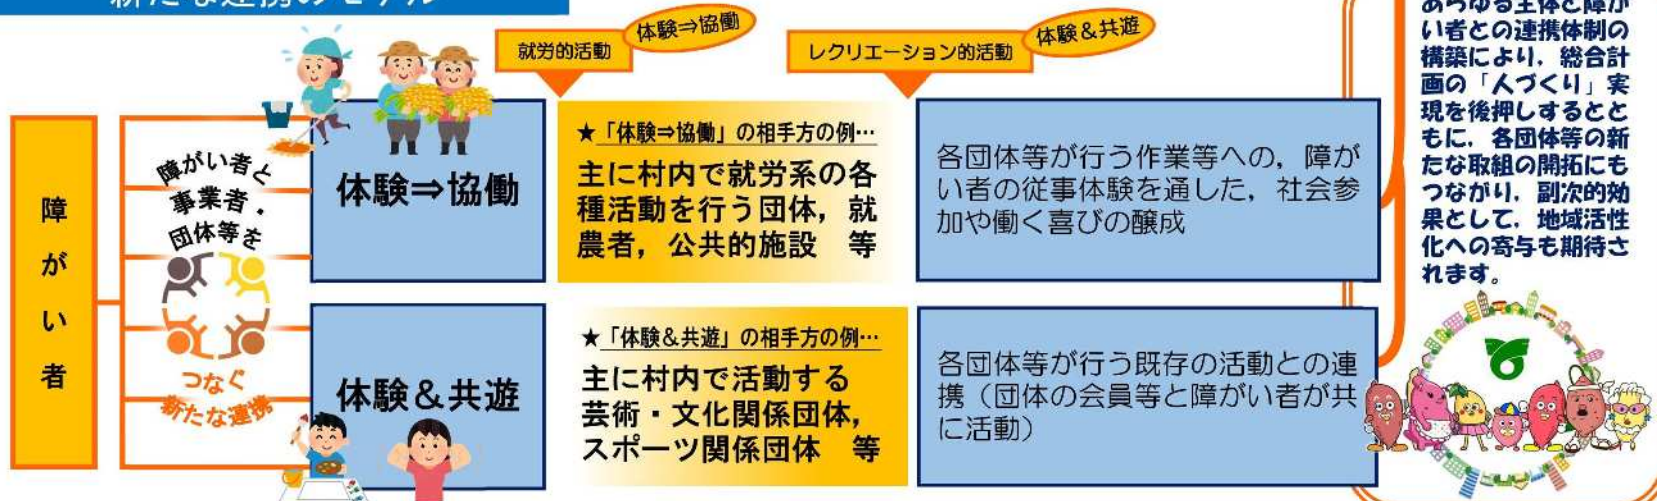 新たな連携のモデル
就労的活動
体験⇒協働
レクリエーション的活動
体験＆共遊
障がい者
障がい者と
事業者・
団体等を
つなぐ
新たな連携
体験⇒協働
★「体験⇒協働」の相手方の例…
主に村内で就労系の各
種活動を行う団体，就
農者，公共的施設　等
各団体等が行う作業等への，障が
い者の従事体験を通した，社会参
加や働く喜びの醸成
体験＆共遊
★「体験＆共遊」の相手方の例…
主に村内で活動する
芸術・文化関係団体，
スポーツ関係団体　等
各団体等が行う既存の活動との連
携（団体の会員等と障がい者が共
に活動）
あらゆる主体と障が
い者との連携体制の
構築により，総合計
画の「人づくり」実
現を後押しするとと
もに，各団体等の新
たな取組の開拓にも
つながり，副次的効
果として，地域活性
化への寄与も期待さ
れます。